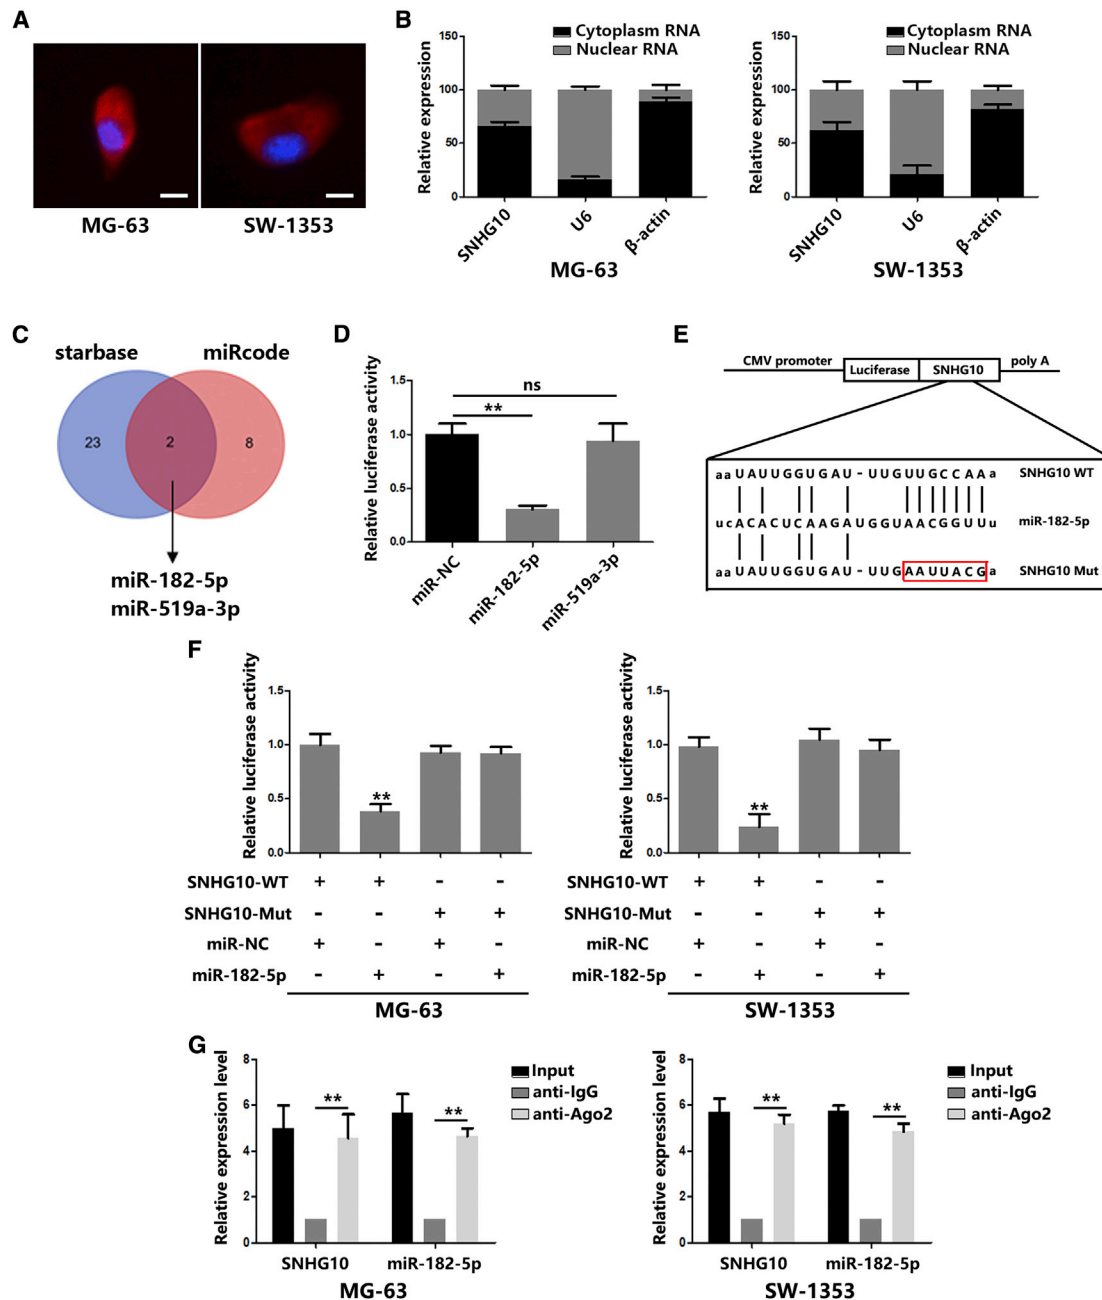 A
MG-63
SW-1353
B
Relative expression
150
100
50
0
Cytoplasm RNA
Nuclear RNA
SNHG10
U6
β-actin
MG-63
Relative expression
150
100
50
0
Cytoplasm RNA
Nuclear RNA
SNHG10
U6
β-actin
SW-1353
C
starbase
miRcode
23
2
8
miR-182-5p
miR-519a-3p
D
Relative luciferase activity
1.5
1.0
0.5
0.0
ns
**
miR-NC
miR-182-5p
miR-519a-3p
E
CMV promoter
Luciferase
SNHG10
poly A
aaUAUUGGUGAU-UUGUUGCCAAa SNHG10 WT
ucACACUCAAGAUGGUAACGGUUu miR-182-5p
aaUAUUGGUGAU-UUGAAUUACGa SNHG10 Mut
F
Relative luciferase activity
1.5
1.0
0.5
0.0
**
SNHG10-WT + + - -
SNHG10-Mut - - + +
miR-NC + - + -
miR-182-5p - + - +
MG-63
Relative luciferase activity
1.5
1.0
0.5
0.0
**
SNHG10-WT + + - -
SNHG10-Mut - - + +
miR-NC + - + -
miR-182-5p - + - +
SW-1353
G
Relative expression level
8
6
4
2
0
**
**
Input
anti-IgG
anti-Ago2
SNHG10
miR-182-5p
MG-63
Relative expression level
8
6
4
2
0
**
**
Input
anti-IgG
anti-Ago2
SNHG10
miR-182-5p
SW-1353